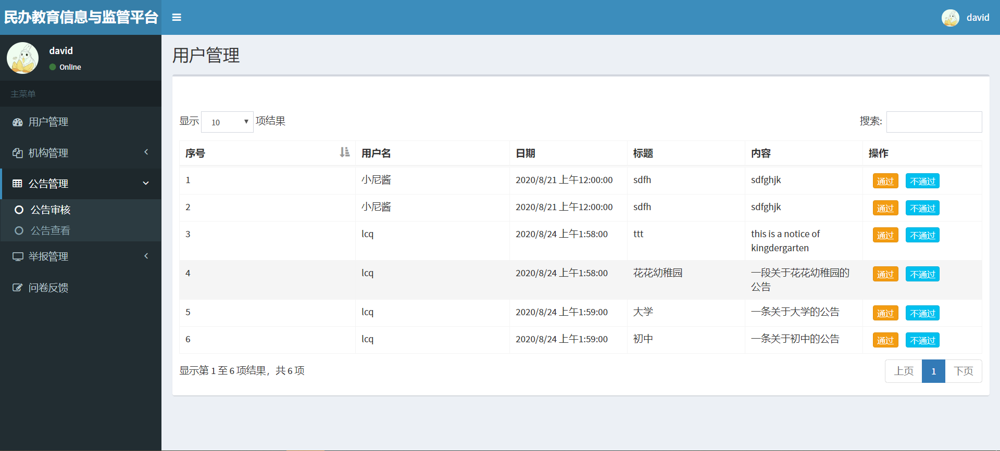 民办教育信息与监管平台
david
david
Online
主菜单
用户管理
机构管理
公告管理
公告审核
公告查看
举报管理
问卷反馈
用户管理
显示 10 项结果
搜索:
序号 用户名 日期 标题 内容 操作
1 小尼酱 2020/8/21 上午12:00:00 sdfh sdfghjk 通过 不通过
2 小尼酱 2020/8/21 上午12:00:00 sdfh sdfghjk 通过 不通过
3 lcq 2020/8/24 上午1:58:00 ttt this is a notice of 通过 不通过
kingdergarten
4 lcq 2020/8/24 上午1:58:00 花花幼稚园 一段关于花花幼稚园的 通过 不通过
公告
5 lcq 2020/8/24 上午1:59:00 大学 一条关于大学的公告 通过 不通过
6 lcq 2020/8/24 上午1:59:00 初中 一条关于初中的公告 通过 不通过
显示第 1 至 6 项结果，共 6 项
上页 1 下页